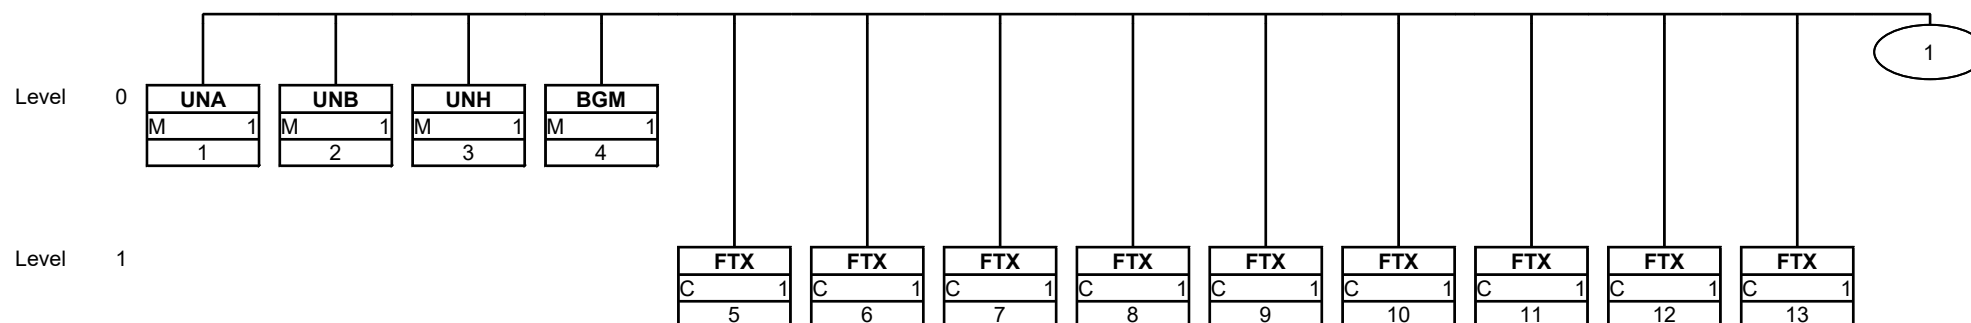 1
Level 0 UNA UNB UNH BGM
M 1 M 1 M 1 M 1
1 2 3 4
Level 1 FTX FTX FTX FTX FTX FTX FTX FTX FTX
C 1 C 1 C 1 C 1 C 1 C 1 C 1 C 1 C 1
5 6 7 8 9 10 11 12 13